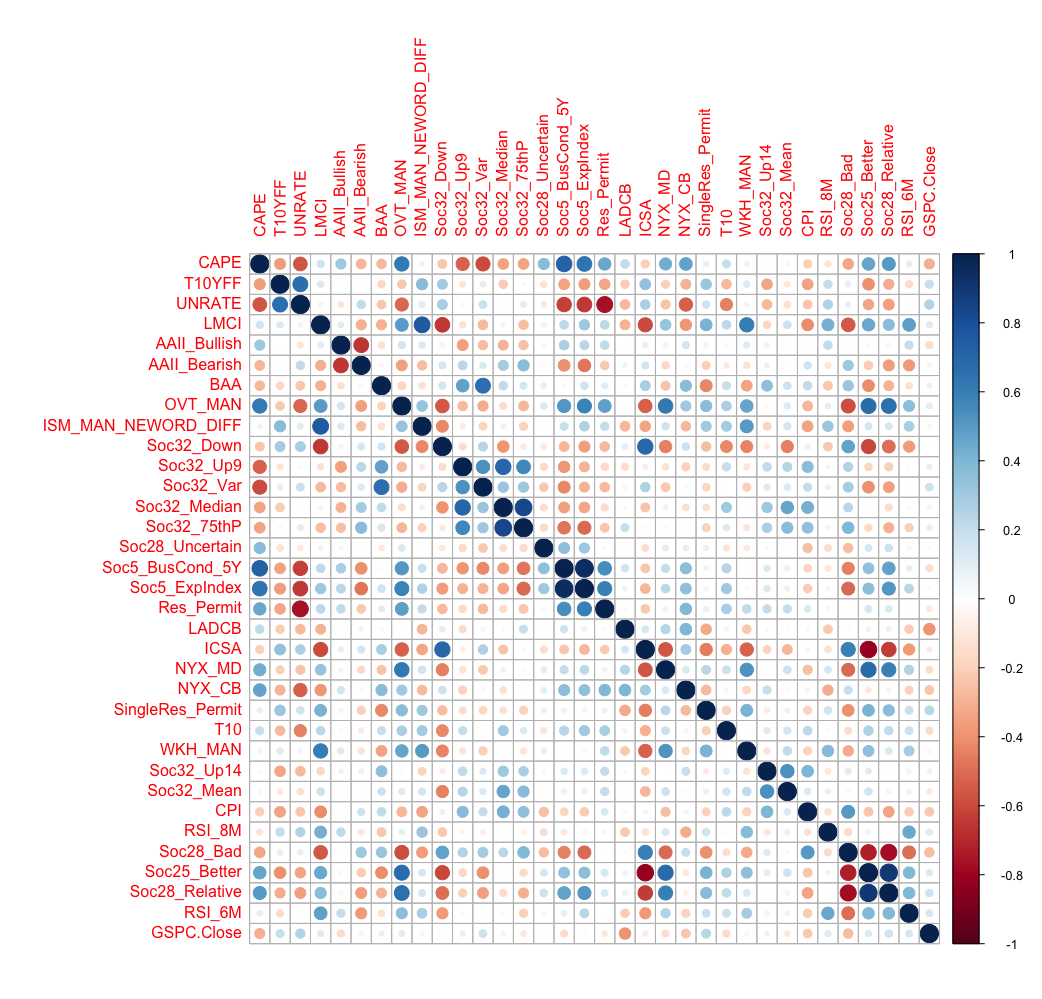 CAPE
T10YFF
UNRATE
LMCI
AAII_Bullish
AAII_Bearish
BAA
OVT_MAN
ISM_MAN_NEWORD_DIFF
Soc32_Down
Soc32_Up9
Soc32_Var
Soc32_Median
Soc32_75thP
Soc28_Uncertain
Soc5_BusCond_5Y
Soc5_ExpIndex
Res_Permit
LADCB
ICSA
NYX_MD
NYX_CB
SingleRes_Permit
T10
WKH_MAN
Soc32_Up14
Soc32_Mean
CPI
RSI_8M
Soc28_Bad
Soc25_Better
Soc28_Relative
RSI_6M
GSPC.Close
CAPE
T10YFF
UNRATE
LMCI
AAII_Bullish
AAII_Bearish
BAA
OVT_MAN
ISM_MAN_NEWORD_DIFF
Soc32_Down
Soc32_Up9
Soc32_Var
Soc32_Median
Soc32_75thP
Soc28_Uncertain
Soc5_BusCond_5Y
Soc5_ExpIndex
Res_Permit
LADCB
ICSA
NYX_MD
NYX_CB
SingleRes_Permit
T10
WKH_MAN
Soc32_Up14
Soc32_Mean
CPI
RSI_8M
Soc28_Bad
Soc25_Better
Soc28_Relative
RSI_6M
GSPC.Close
1
0.8
0.6
0.4
0.2
0
-0.2
-0.4
-0.6
-0.8
-1